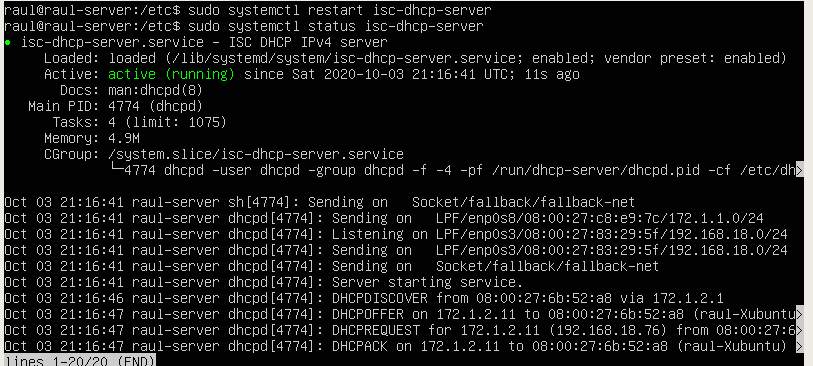 raul@raul-server:/etc$ sudo systemctl restart isc-dhcp-server
raul@raul-server:/etc$ sudo systemctl status isc-dhcp-server
● isc-dhcp-server.service - ISC DHCP IPv4 server
Loaded: loaded (/lib/systemd/system/isc-dhcp-server.service; enabled; vendor preset: enabled)
Active: active (running) since Sat 2020-10-03 21:16:41 UTC; 11s ago
Docs: man:dhcpd(8)
Main PID: 4774 (dhcpd)
Tasks: 4 (limit: 1075)
Memory: 4.9M
CGroup: /system.slice/isc-dhcp-server.service
└─4774 dhcpd -user dhcpd -group dhcpd -f -4 -pf /run/dhcp-server/dhcpd.pid -cf /etc/dh>
Oct 03 21:16:41 raul-server sh[4774]: Sending on   Socket/fallback/fallback-net
Oct 03 21:16:41 raul-server dhcpd[4774]: Sending on   LPF/enp0s8/08:00:27:c8:e9:7c/172.1.1.0/24
Oct 03 21:16:41 raul-server dhcpd[4774]: Listening on LPF/enp0s3/08:00:27:83:29:5f/192.168.18.0/24
Oct 03 21:16:41 raul-server dhcpd[4774]: Sending on   LPF/enp0s3/08:00:27:83:29:5f/192.168.18.0/24
Oct 03 21:16:41 raul-server dhcpd[4774]: Sending on   Socket/fallback/fallback-net
Oct 03 21:16:41 raul-server dhcpd[4774]: Server starting service.
Oct 03 21:16:46 raul-server dhcpd[4774]: DHCPDISCOVER from 08:00:27:6b:52:a8 via 172.1.2.1
Oct 03 21:16:47 raul-server dhcpd[4774]: DHCPOFFER on 172.1.2.11 to 08:00:27:6b:52:a8 (raul-Xubuntu>
Oct 03 21:16:47 raul-server dhcpd[4774]: DHCPREQUEST for 172.1.2.11 (192.168.18.76) from 08:00:27:6>
Oct 03 21:16:47 raul-server dhcpd[4774]: DHCPACK on 172.1.2.11 to 08:00:27:6b:52:a8 (raul-Xubuntu) >
lines 1-20/20 (END)